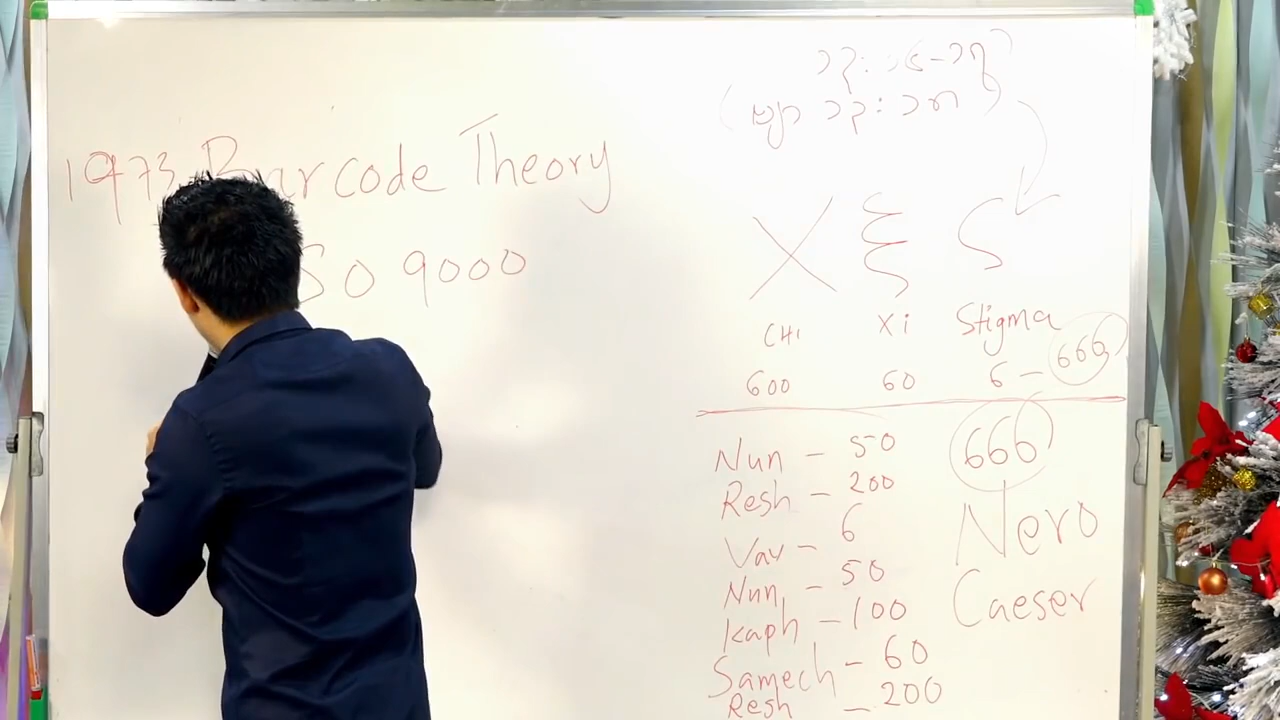 1973 Barcode Theory
SO 9000
Χ ξ ς
CHI Xi Stigma
600 60 6 – 666
Nun – 50
Resh – 200
Vav – 6
Nun – 50
Kaph – 100
Samech – 60
Resh – 200
666
Nero
Caeser